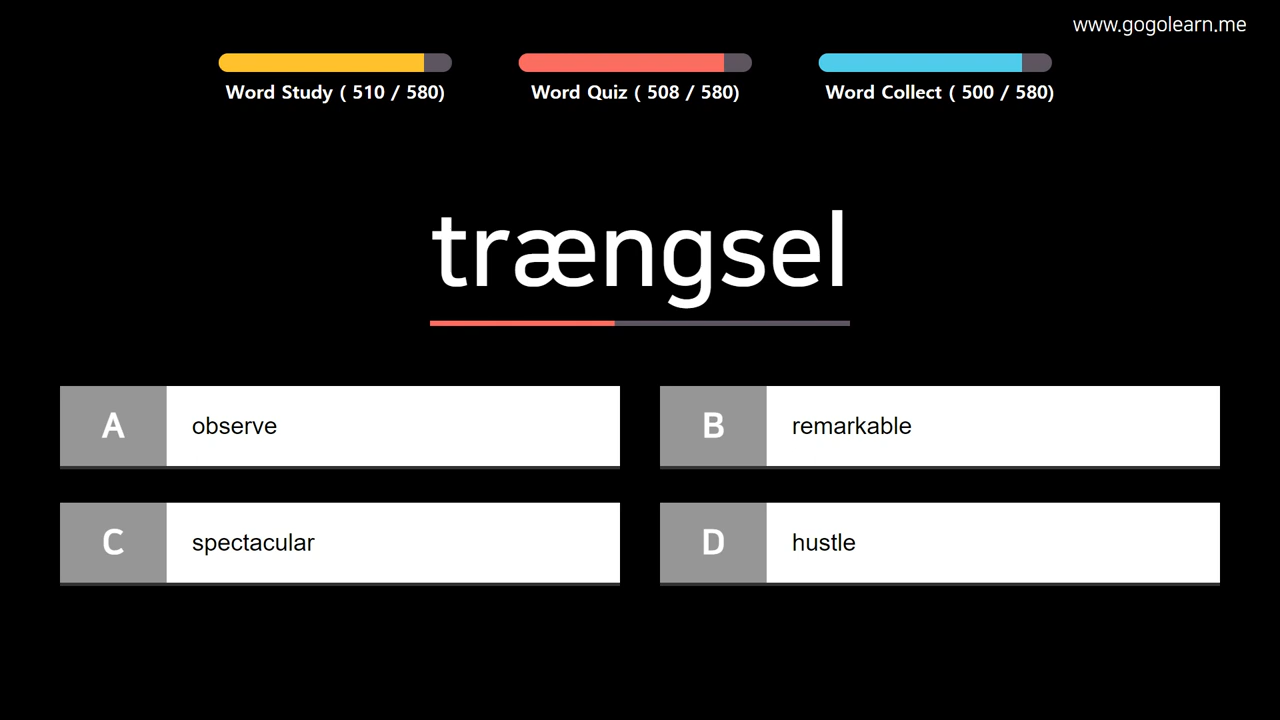 www.gogolearn.me
Word Study ( 510 / 580)
Word Quiz ( 508 / 580)
Word Collect ( 500 / 580)
trængsel
A observe
B remarkable
C spectacular
D hustle